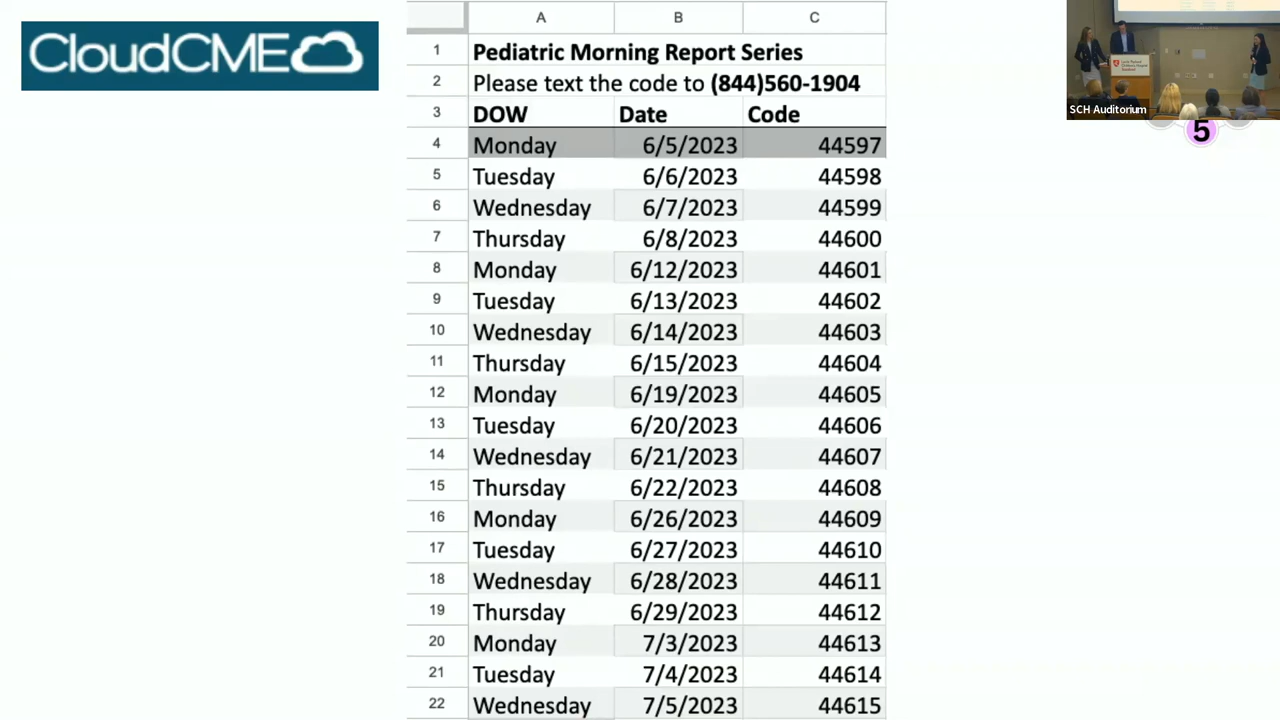 CloudCME
A B C
1 Pediatric Morning Report Series
2 Please text the code to (844)560-1904
3 DOW Date Code
4 Monday 6/5/2023 44597
5 Tuesday 6/6/2023 44598
6 Wednesday 6/7/2023 44599
7 Thursday 6/8/2023 44600
8 Monday 6/12/2023 44601
9 Tuesday 6/13/2023 44602
10 Wednesday 6/14/2023 44603
11 Thursday 6/15/2023 44604
12 Monday 6/19/2023 44605
13 Tuesday 6/20/2023 44606
14 Wednesday 6/21/2023 44607
15 Thursday 6/22/2023 44608
16 Monday 6/26/2023 44609
17 Tuesday 6/27/2023 44610
18 Wednesday 6/28/2023 44611
19 Thursday 6/29/2023 44612
20 Monday 7/3/2023 44613
21 Tuesday 7/4/2023 44614
22 Wednesday 7/5/2023 44615
SCH Auditorium
5